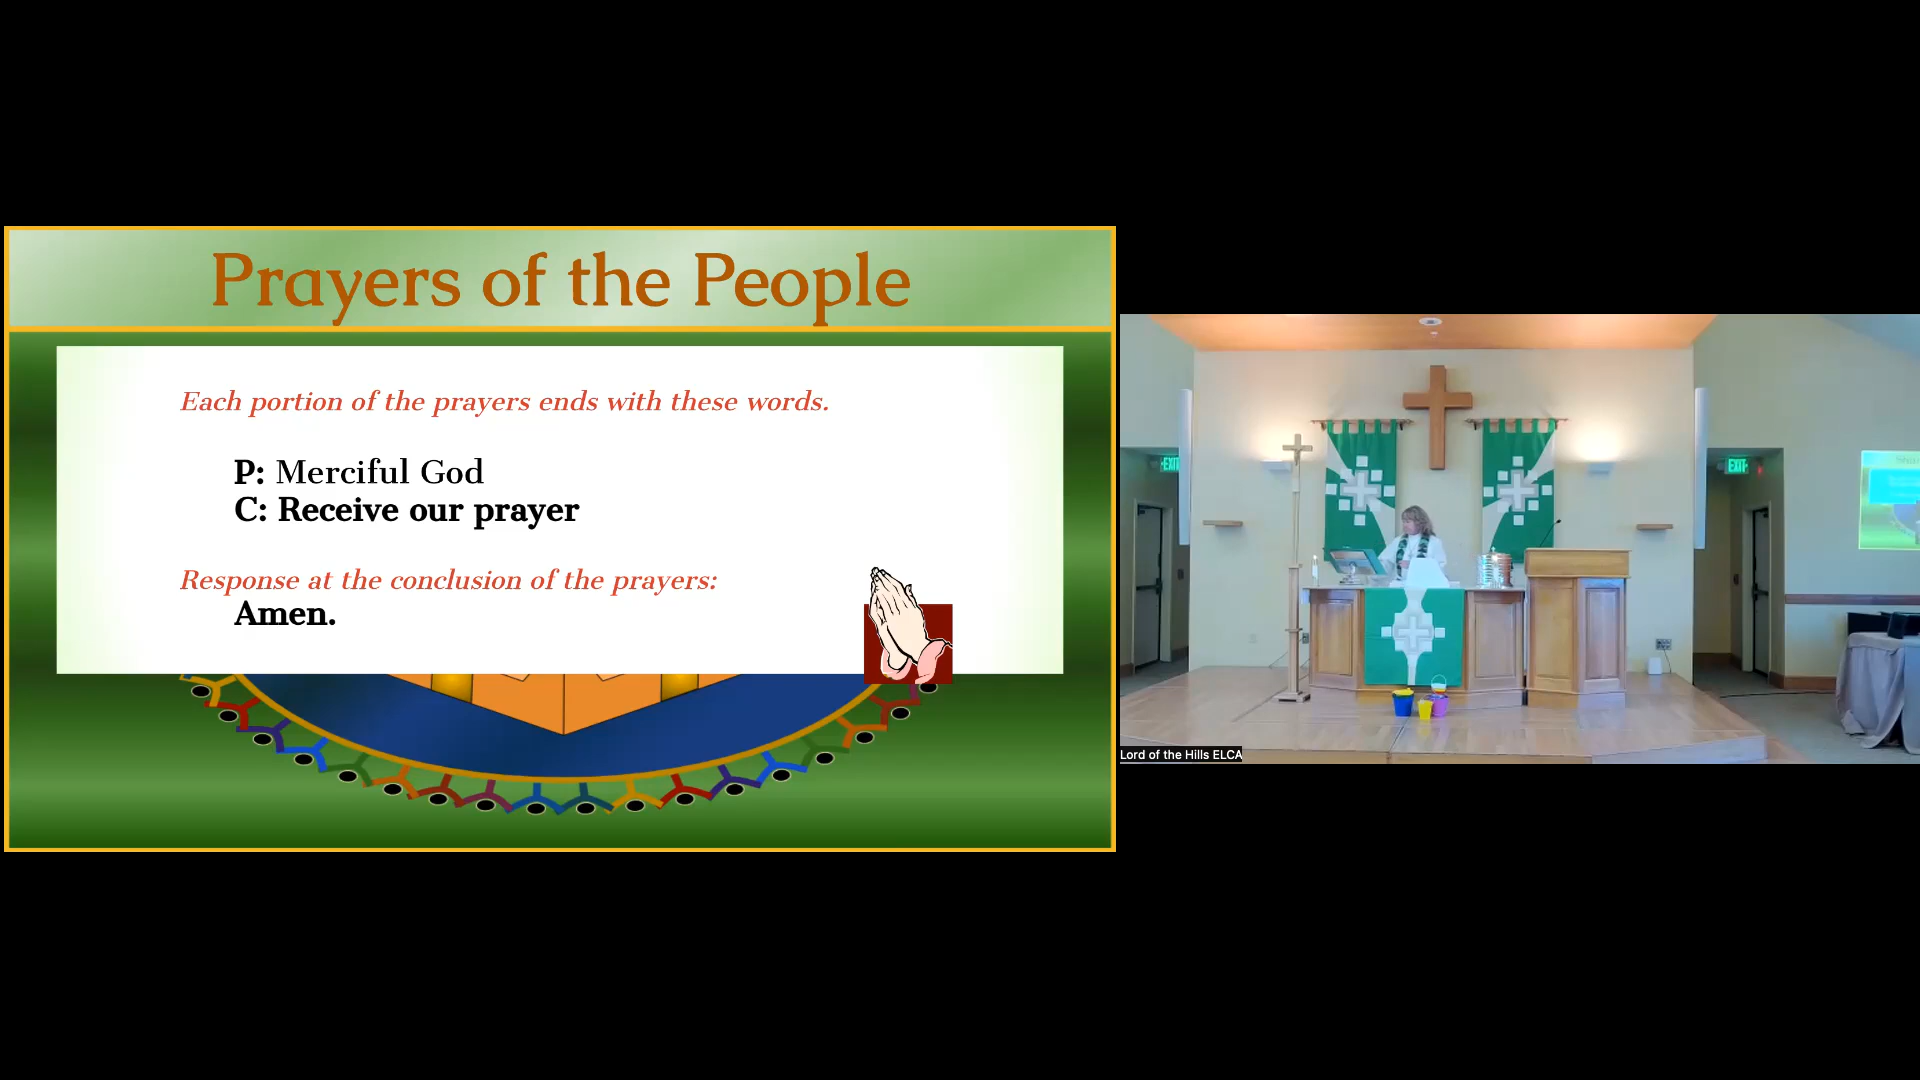 Prayers of the People
Each portion of the prayers ends with these words.
P: Merciful God
C: Receive our prayer
Response at the conclusion of the prayers:
Amen.
EXIT
EXIT
Lord of the Hills ELCA